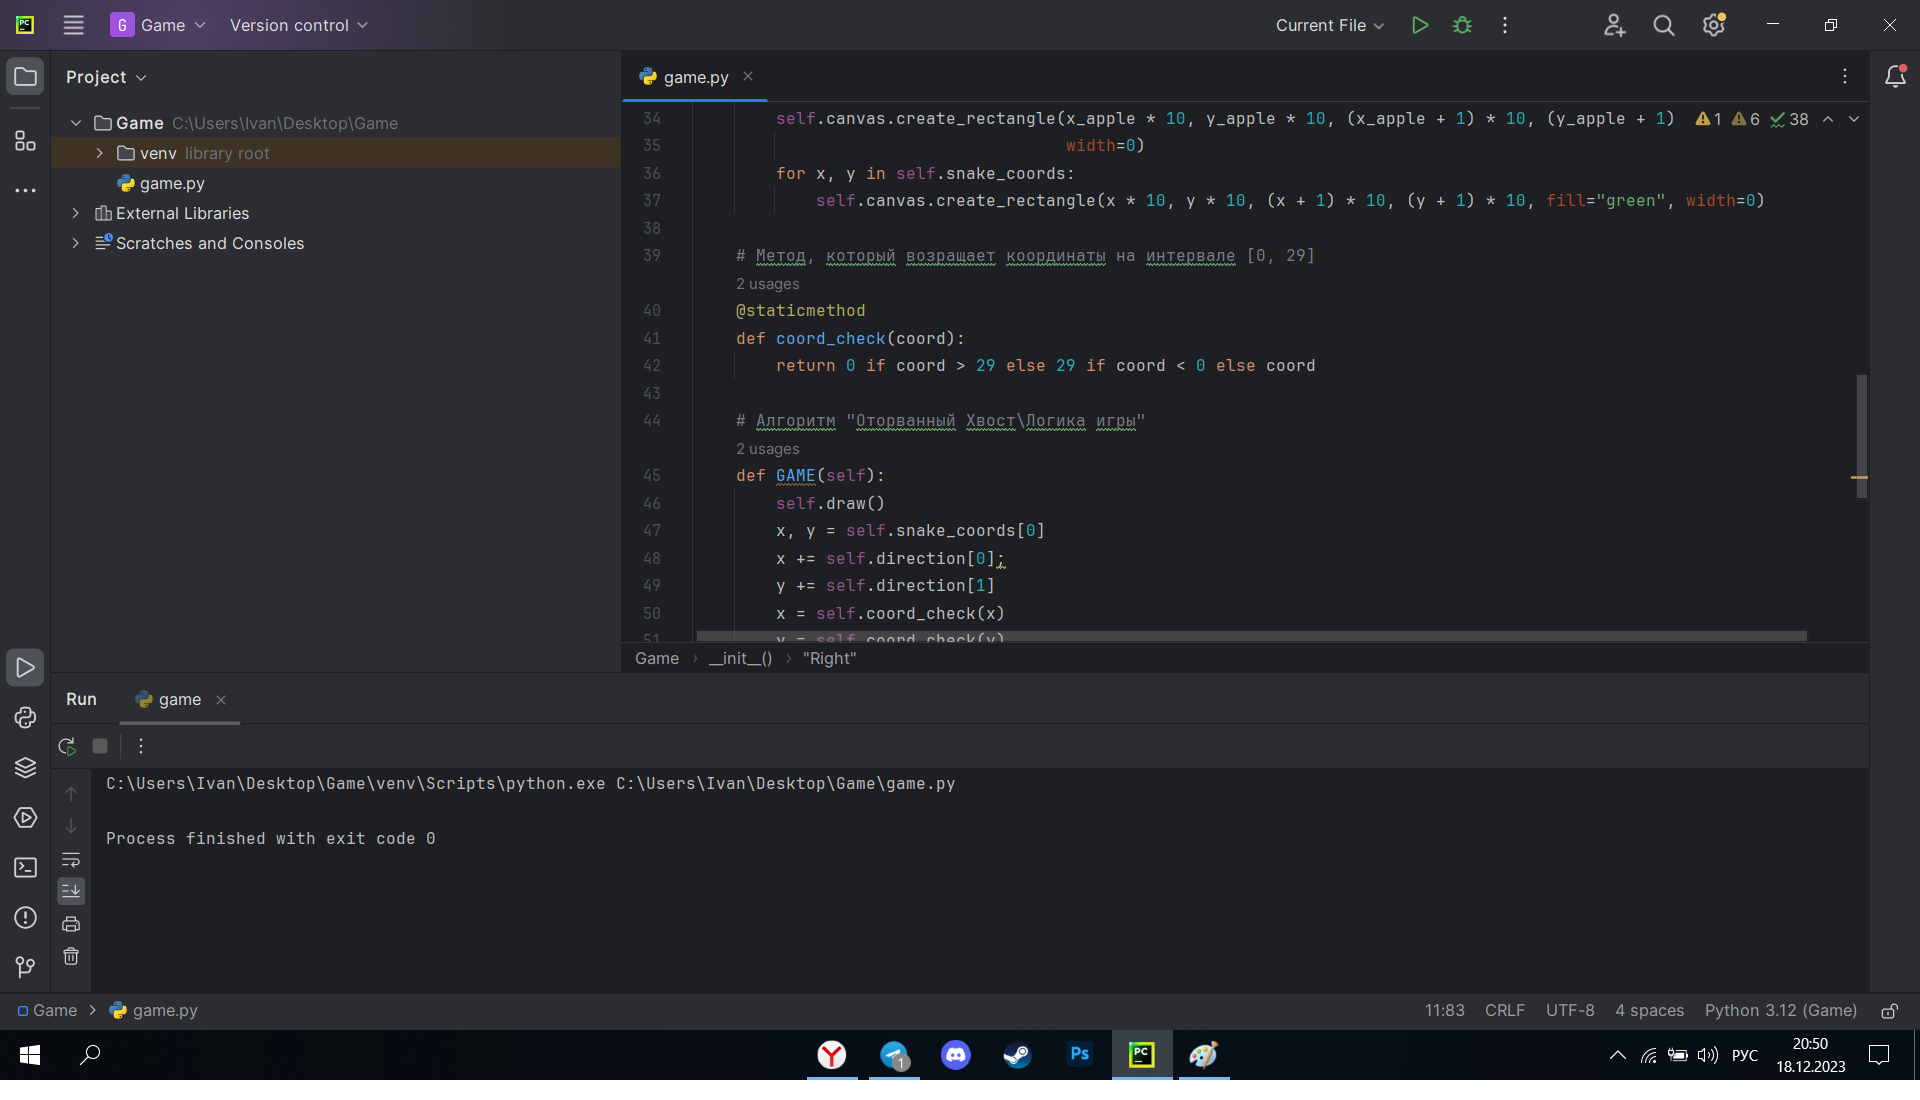 PC
G Game Version control Current File
Project
game.py
Game C:\Users\Ivan\Desktop\Game
venv library root
game.py
External Libraries
Scratches and Consoles
34 self.canvas.create_rectangle(x_apple * 10, y_apple * 10, (x_apple + 1) * 10, (y_apple + 1) 1 6 38
35 width=0)
36 for x, y in self.snake_coords:
37 self.canvas.create_rectangle(x * 10, y * 10, (x + 1) * 10, (y + 1) * 10, fill="green", width=0)
38
39 # Метод, который возращает координаты на интервале [0, 29]
2 usages
40 @staticmethod
41 def coord_check(coord):
42 return 0 if coord > 29 else 29 if coord < 0 else coord
43
44 # Алгоритм "Оторванный Хвост\Логика игры"
2 usages
45 def GAME(self):
46 self.draw()
47 x, y = self.snake_coords[0]
48 x += self.direction[0];
49 y += self.direction[1]
50 x = self.coord_check(x)
51 y = self.coord_check(y)
Game › __init__() › "Right"
Run game
C:\Users\Ivan\Desktop\Game\venv\Scripts\python.exe C:\Users\Ivan\Desktop\Game\game.py
Process finished with exit code 0
Game > game.py 11:83 CRLF UTF-8 4 spaces Python 3.12 (Game)
1 Ps PC РУС 20:50
18.12.2023